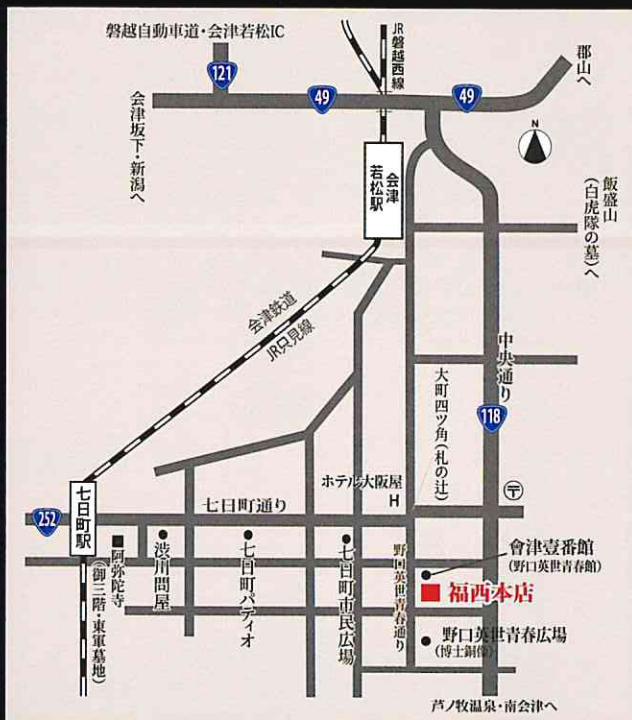 磐越自動車道・会津若松IC
JR磐越西線
郡山へ
121
49
49
N
会津坂下・新潟へ
会津若松駅
飯盛山
(白虎隊の墓)へ
会津鉄道
JR只見線
中央通り
118
大町四ツ角(札の辻)
ホテル大阪屋
H
〒
252
七日町駅
七日町通り
阿弥陀寺
(御三階・東軍墓地)
渋川問屋
七日町パティオ
七日町市民広場
野口英世青春通り
會津壹番館
(野口英世青春館)
福西本店
野口英世青春広場
(博士銅像)
芦ノ牧温泉・南会津へ